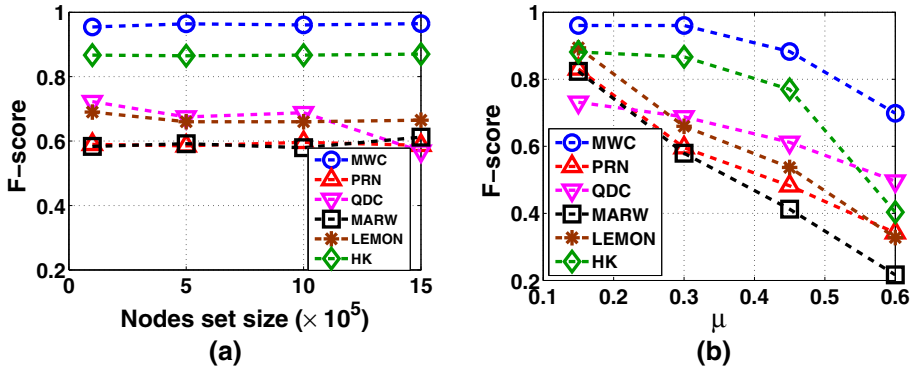 F-score
1
0.8
0.6
0.4
0.2
0 5 10 15
Nodes set size (× 10⁵)
MWC
PRN
QDC
MARW
LEMON
HK
(a)
F-score
1
0.8
0.6
0.4
0.2
0.1 0.2 0.3 0.4 0.5 0.6
μ
MWC
PRN
QDC
MARW
LEMON
HK
(b)